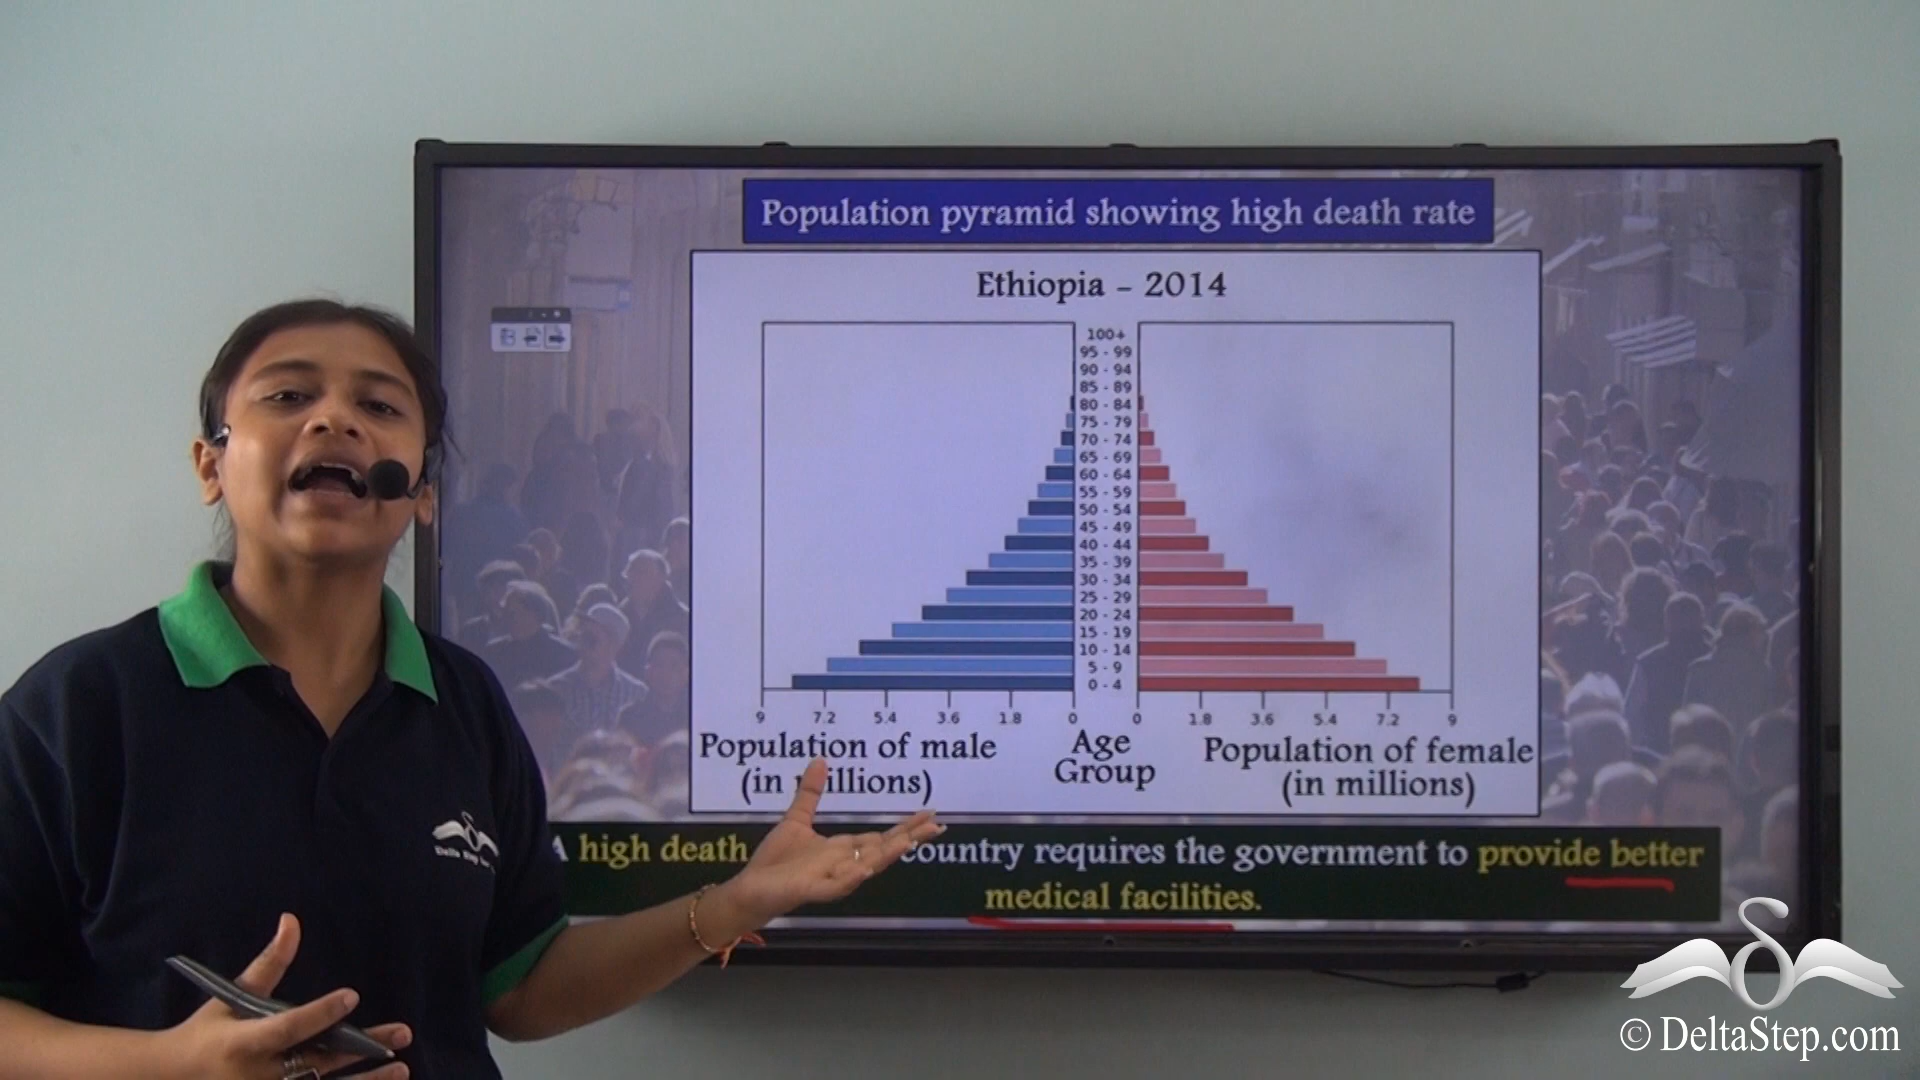 Population pyramid showing high death rate
Ethiopia - 2014
100+
95 - 99
90 - 94
85 - 89
80 - 84
75 - 79
70 - 74
65 - 69
60 - 64
55 - 59
50 - 54
45 - 49
40 - 44
35 - 39
30 - 34
25 - 29
20 - 24
15 - 19
10 - 14
5 - 9
0 - 4
9 7.2 5.4 3.6 1.8 0 0 1.8 3.6 5.4 7.2 9
Population of male
(in millions)
Age
Group
Population of female
(in millions)
A high death country requires the government to provide better
medical facilities.
Delta Step
© DeltaStep.com